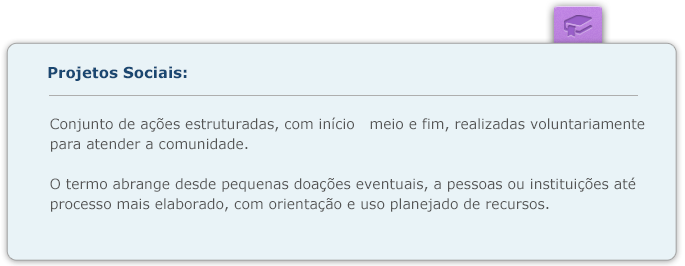 Projetos Sociais:
Conjunto de ações estruturadas, com início meio e fim, realizadas voluntariamente
para atender a comunidade.
O termo abrange desde pequenas doações eventuais, a pessoas ou instituições até
processo mais elaborado, com orientação e uso planejado de recursos.